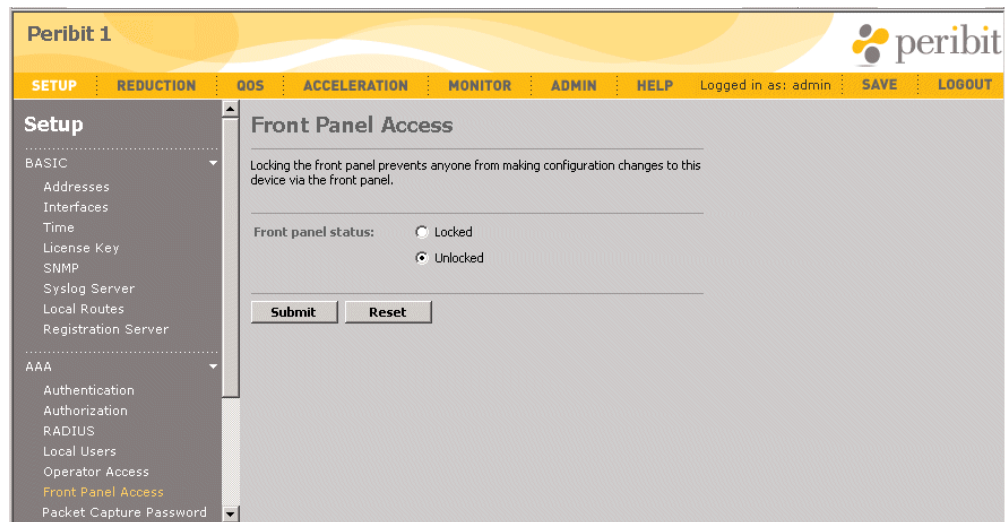 Peribit 1
peribit
SETUP REDUCTION QOS ACCELERATION MONITOR ADMIN HELP Logged in as: admin SAVE LOGOUT
Setup
BASIC
Addresses
Interfaces
Time
License Key
SNMP
Syslog Server
Local Routes
Registration Server
AAA
Authentication
Authorization
RADIUS
Local Users
Operator Access
Front Panel Access
Packet Capture Password
Front Panel Access
Locking the front panel prevents anyone from making configuration changes to this
device via the front panel.
Front panel status: Locked
Unlocked
Submit Reset